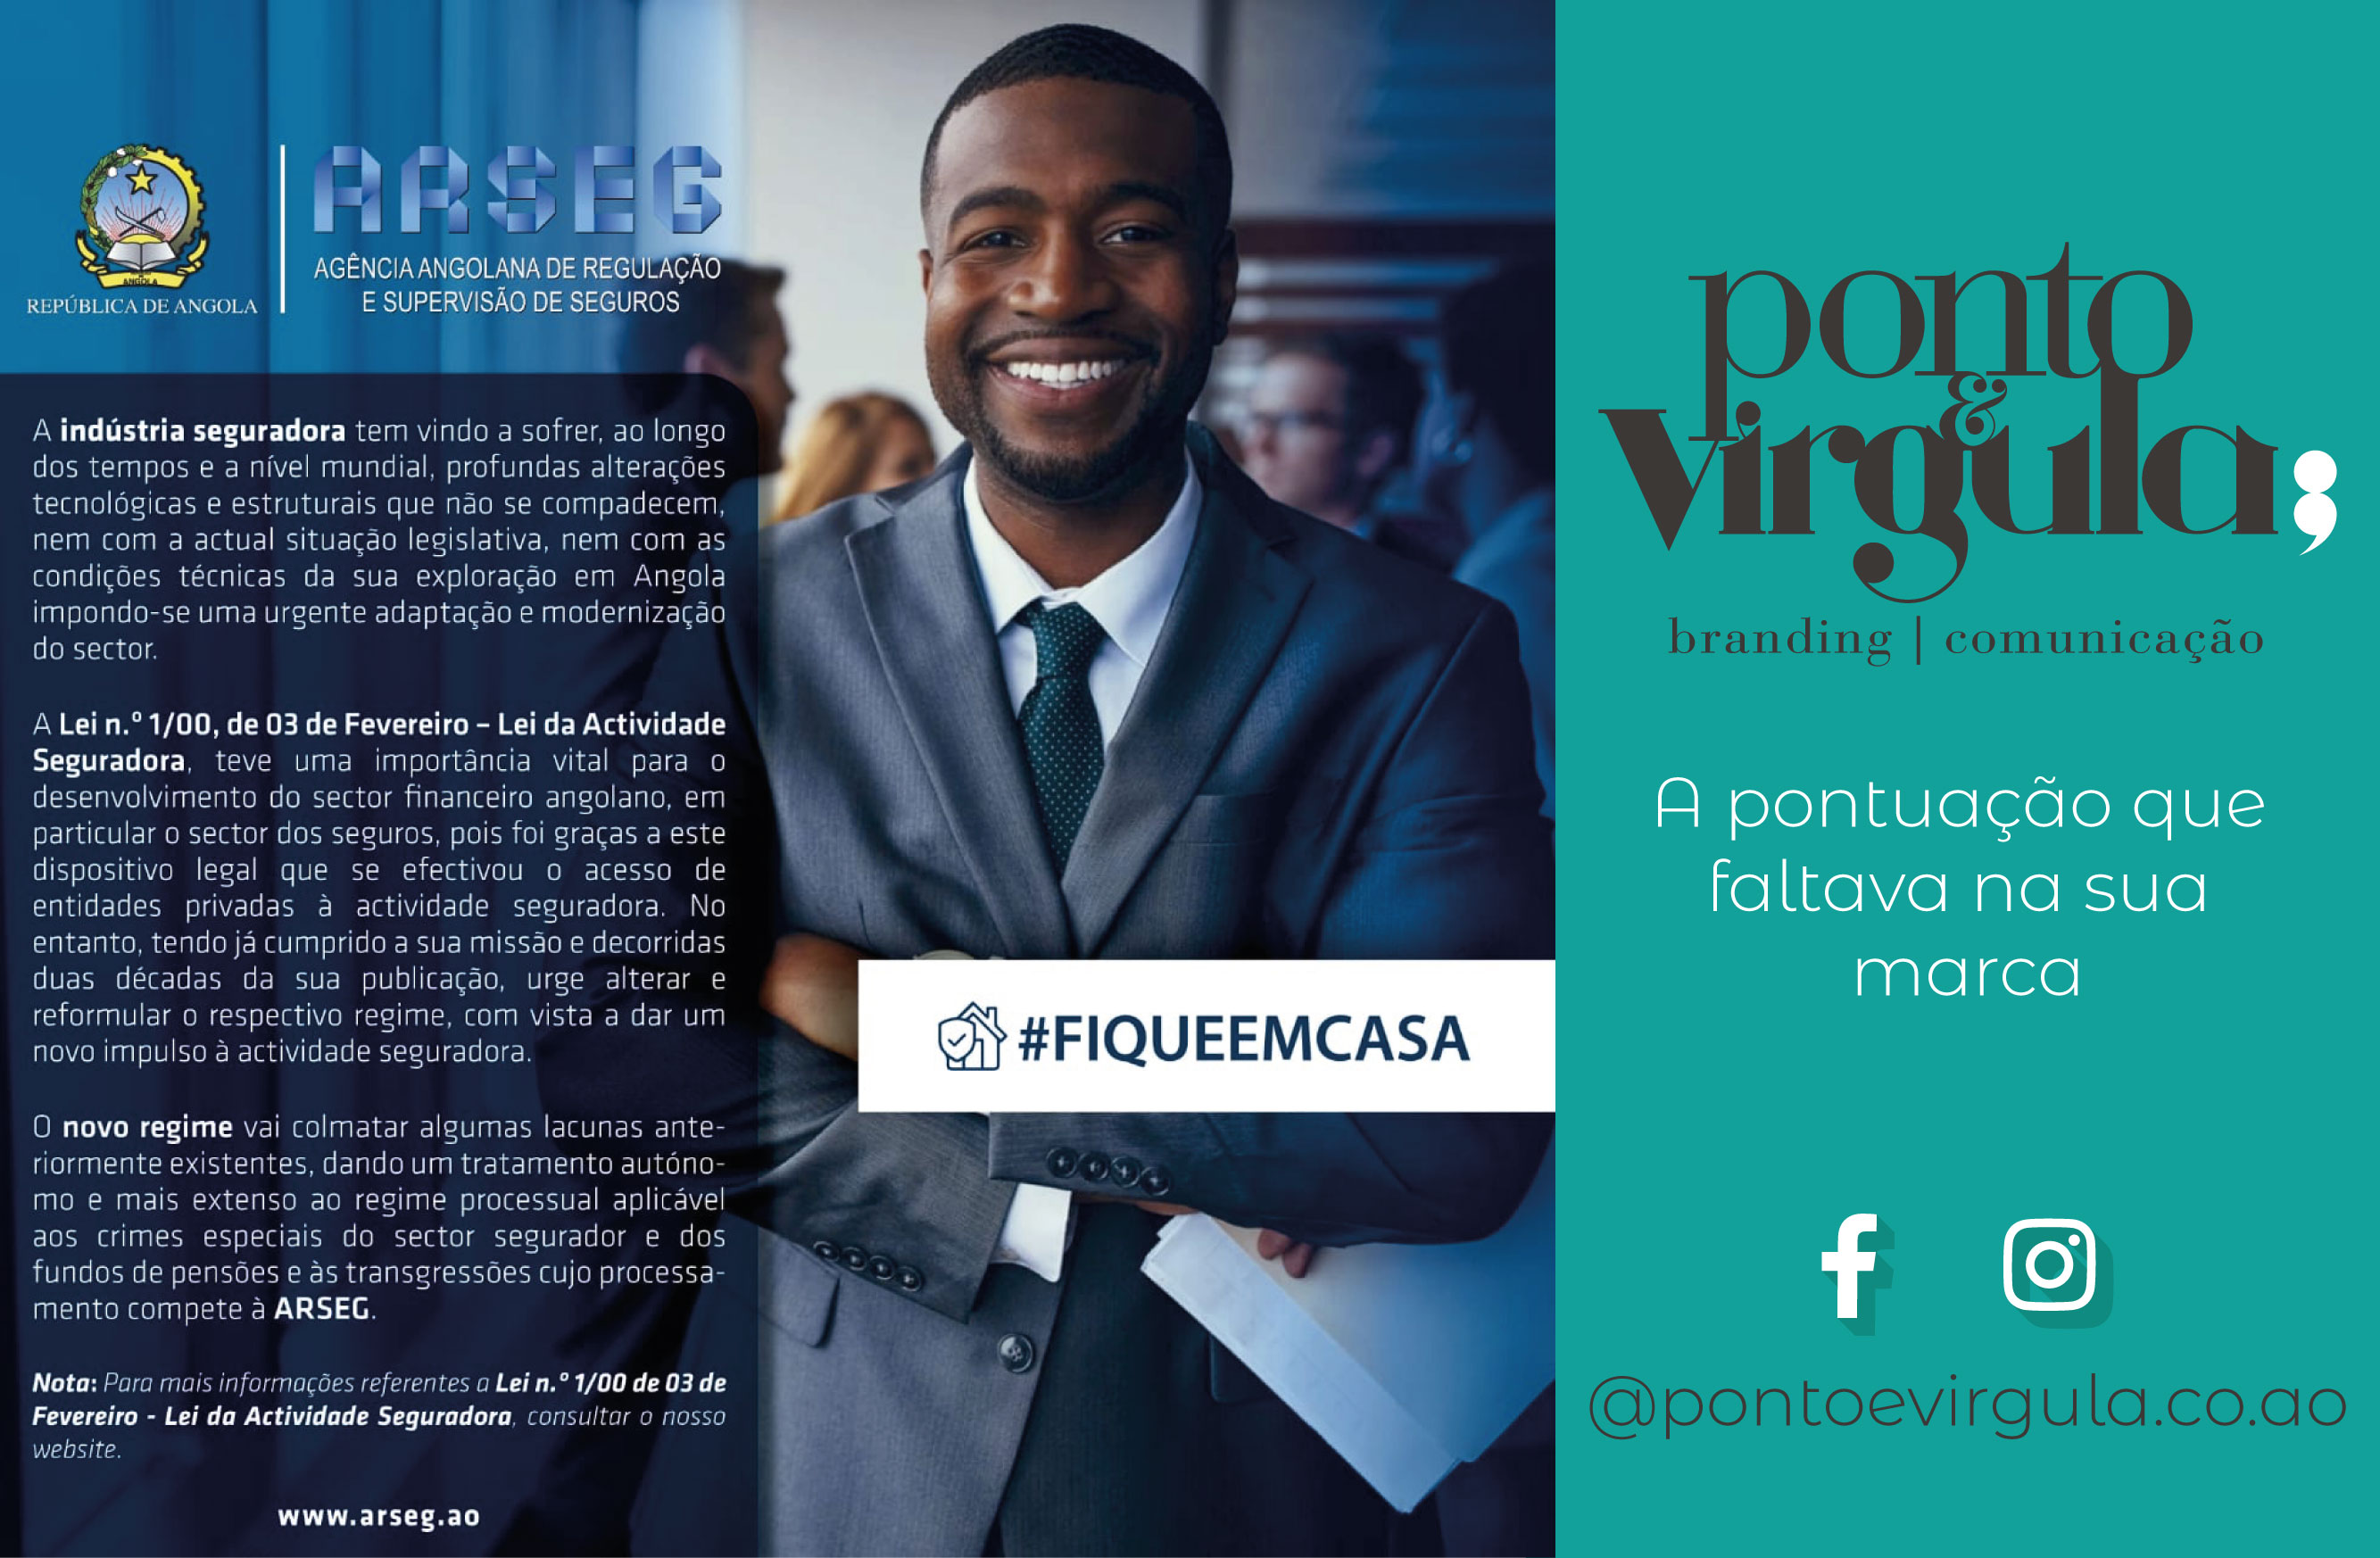 ANGOLA
REPÚBLICA DE ANGOLA
ARSEG
AGÊNCIA ANGOLANA DE REGULAÇÃO
E SUPERVISÃO DE SEGUROS
A indústria seguradora tem vindo a sofrer, ao longo
dos tempos e a nível mundial, profundas alterações
tecnológicas e estruturais que não se compadecem,
nem com a actual situação legislativa, nem com as
condições técnicas da sua exploração em Angola
impondo-se uma urgente adaptação e modernização
do sector.
A Lei n.º 1/00, de 03 de Fevereiro – Lei da Actividade
Seguradora, teve uma importância vital para o
desenvolvimento do sector financeiro angolano, em
particular o sector dos seguros, pois foi graças a este
dispositivo legal que se efectivou o acesso de
entidades privadas à actividade seguradora. No
entanto, tendo já cumprido a sua missão e decorridas
duas décadas da sua publicação, urge alterar e
reformular o respectivo regime, com vista a dar um
novo impulso à actividade seguradora.
O novo regime vai colmatar algumas lacunas ante-
riormente existentes, dando um tratamento autóno-
mo e mais extenso ao regime processual aplicável
aos crimes especiais do sector segurador e dos
fundos de pensões e às transgressões cujo processa-
mento compete à ARSEG.
Nota: Para mais informações referentes a Lei n.º 1/00 de 03 de
Fevereiro - Lei da Actividade Seguradora, consultar o nosso
website.
www.arseg.ao
#FIQUEEMCASA
ponto
&
virgula;
branding | comunicação
A pontuação que
faltava na sua
marca
@pontoevirgula.co.ao